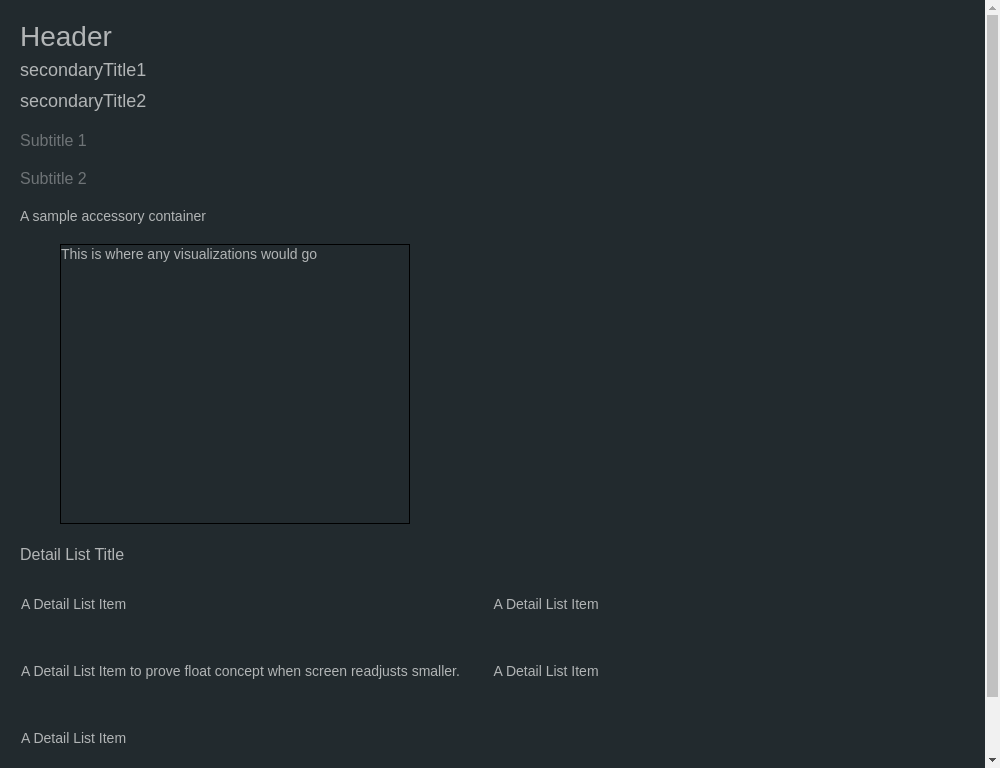 Header
secondaryTitle1
secondaryTitle2
Subtitle 1
Subtitle 2
A sample accessory container
This is where any visualizations would go
Detail List Title
A Detail List Item
A Detail List Item
A Detail List Item to prove float concept when screen readjusts smaller.
A Detail List Item
A Detail List Item